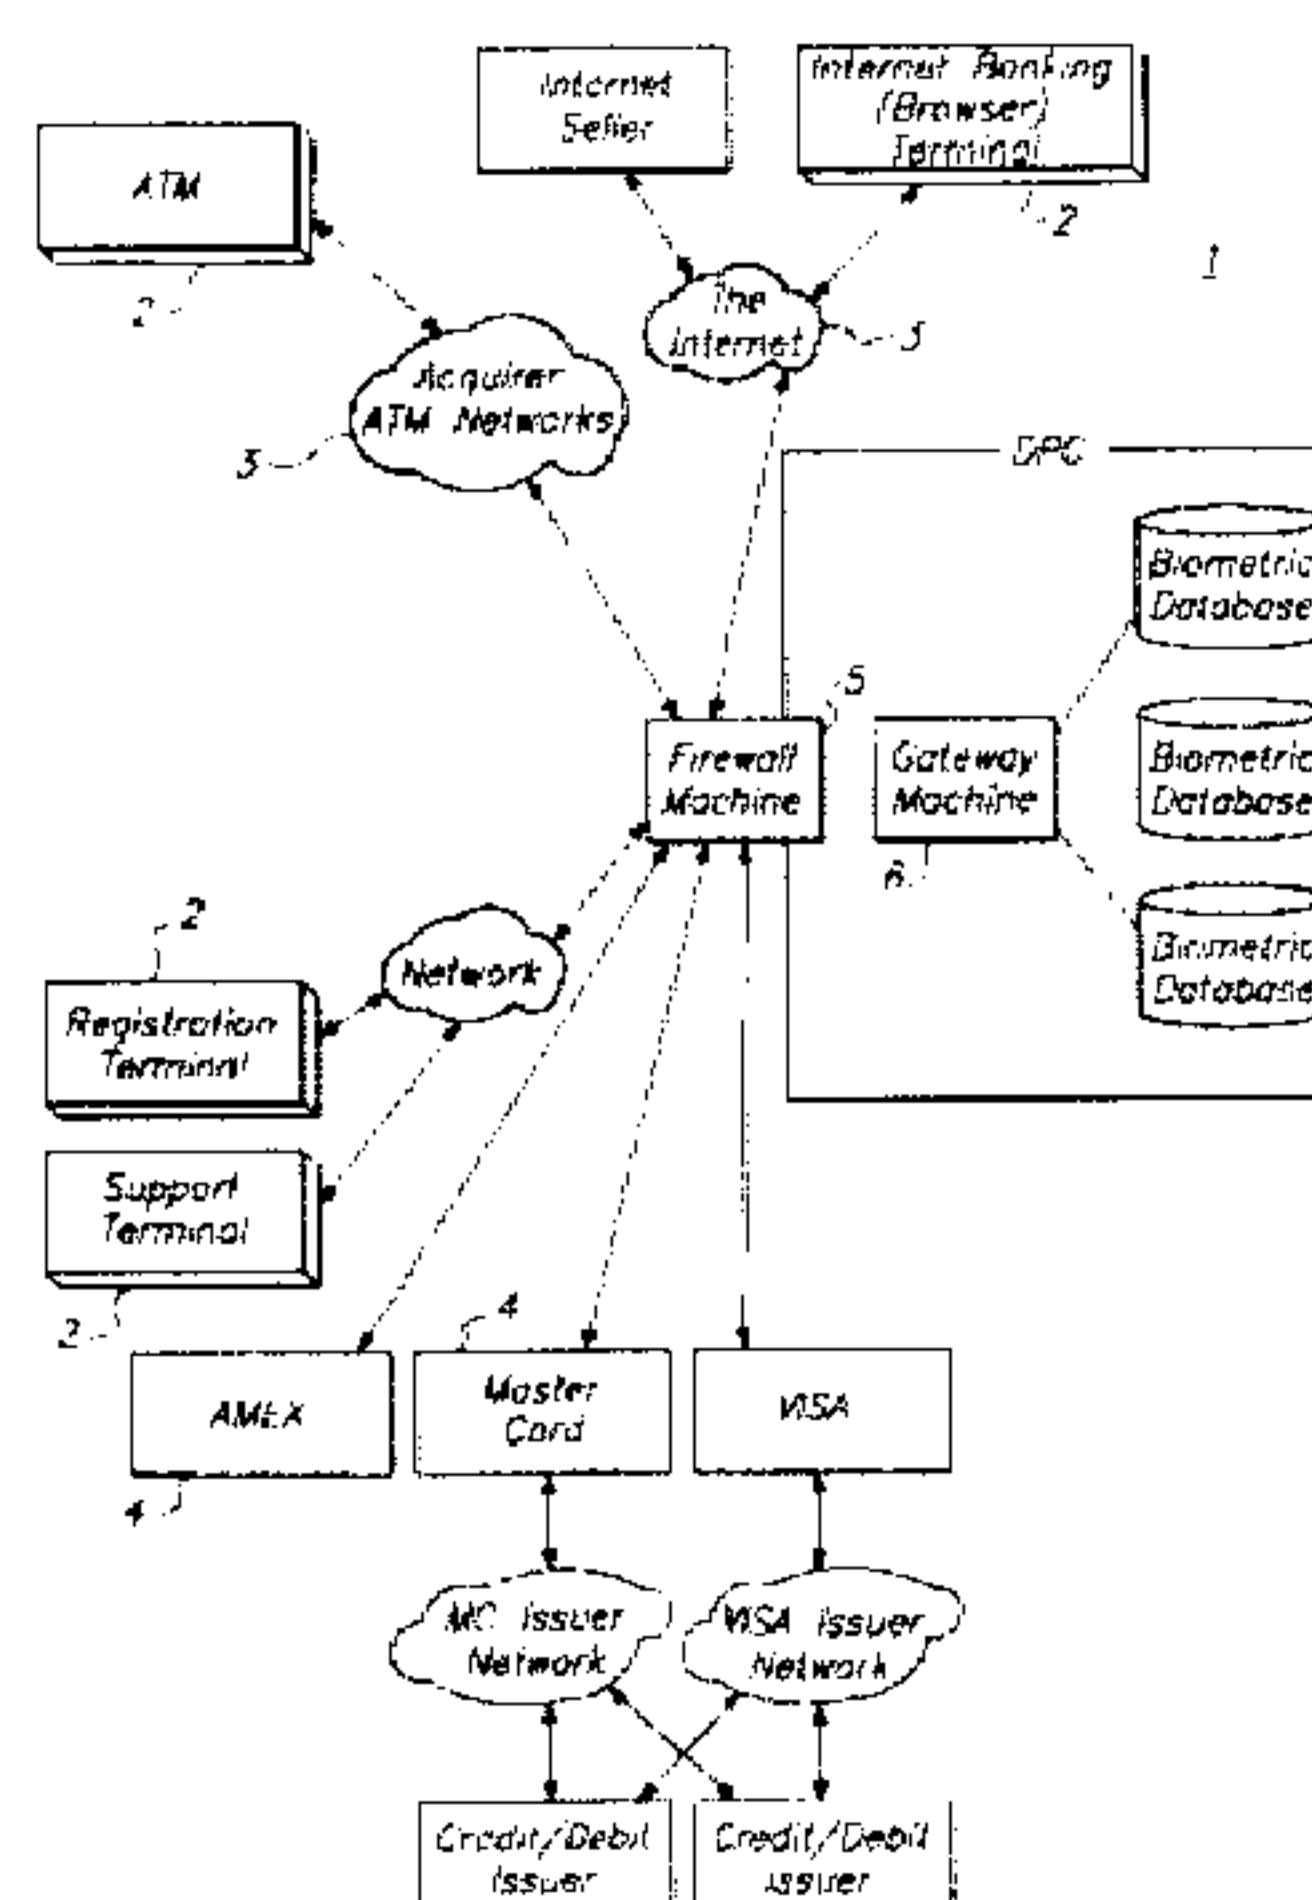 Internet
Seller
Internet Banking
(Browser)
Terminal
ATM
2
2
1
The
Internet
3
Acquirer
ATM Networks
3
DPC
Biometric
Database
5
Firewall
Machine
Gateway
Machine
Biometric
Database
6
2
Network
Biometric
Database
Registration
Terminal
Support
Terminal
2
4
AMEX
Master
Card
VISA
4
MC Issuer
Network
VISA Issuer
Network
Credit/Debit
Issuer
Credit/Debit
Issuer